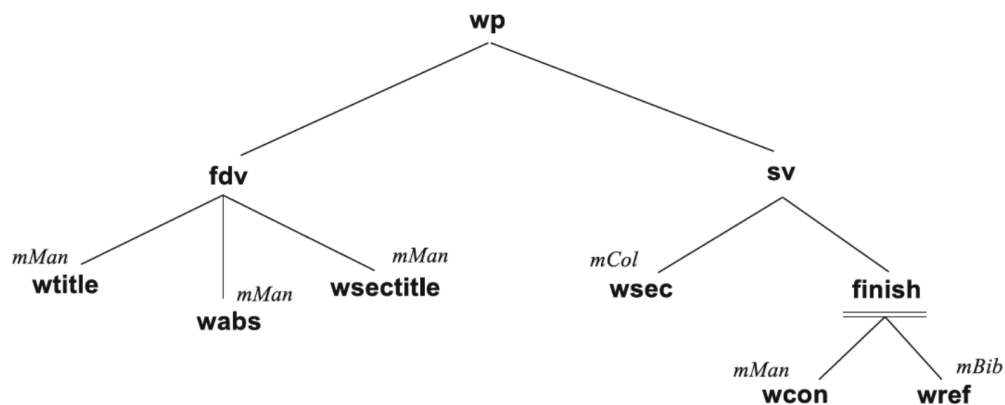 wp
fdv
sv
mMan
wtitle
mMan
wabs
mMan
wsectitle
mCol
wsec
finish
mMan
wcon
mBib
wref